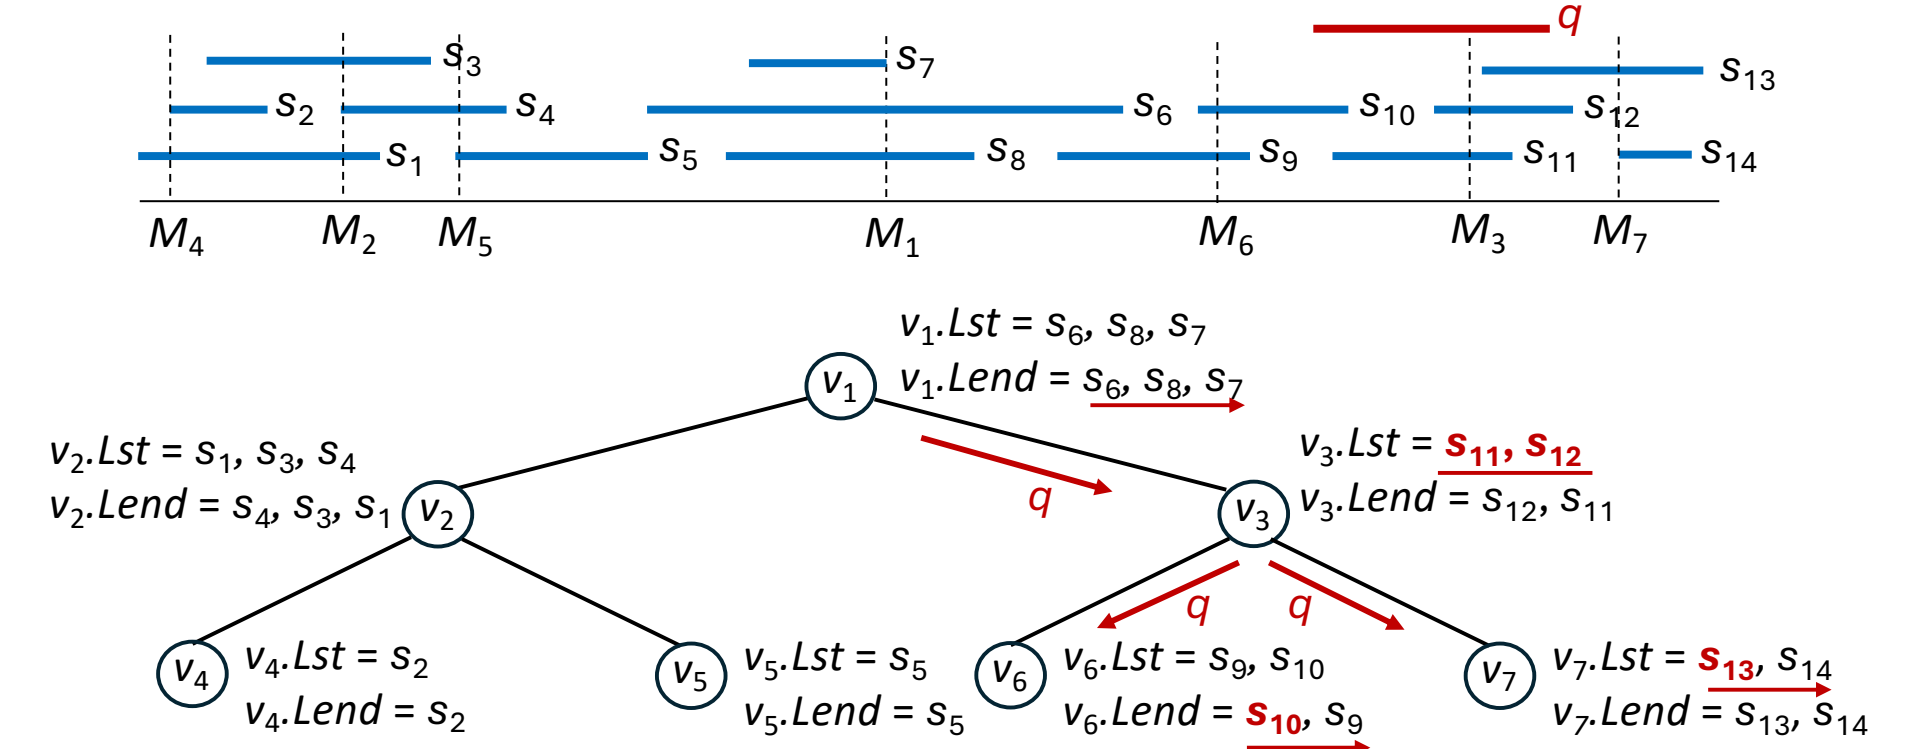 q
s3 s7 s13
s2 s4 s6 s10 s12
s1 s5 s8 s9 s11 s14
M4 M2 M5 M1 M6 M3 M7
v1.Lst = s6, s8, s7
v1 v1.Lend = s6, s8, s7
v2.Lst = s1, s3, s4
v2.Lend = s4, s3, s1 v2
q
v3.Lst = s11, s12
v3 v3.Lend = s12, s11
q q
v4 v4.Lst = s2
v4.Lend = s2
v5 v5.Lst = s5
v5.Lend = s5
v6 v6.Lst = s9, s10
v6.Lend = s10, s9
v7 v7.Lst = s13, s14
v7.Lend = s13, s14